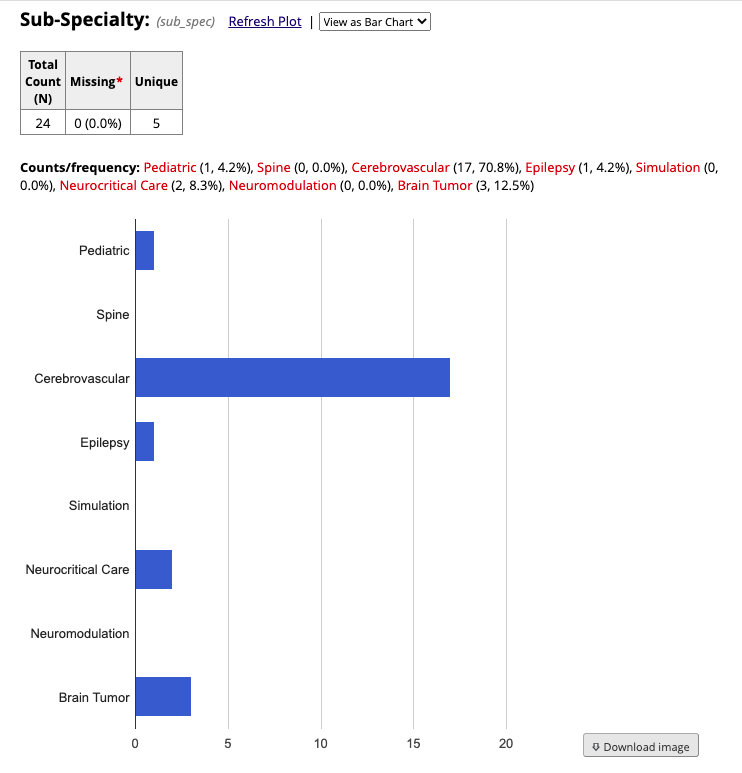 Sub-Specialty: (sub_spec) Refresh Plot | View as Bar Chart
Total Count (N) Missing* Unique
24 0 (0.0%) 5
Counts/frequency: Pediatric (1, 4.2%), Spine (0, 0.0%), Cerebrovascular (17, 70.8%), Epilepsy (1, 4.2%), Simulation (0,
0.0%), Neurocritical Care (2, 8.3%), Neuromodulation (0, 0.0%), Brain Tumor (3, 12.5%)
Pediatric
Spine
Cerebrovascular
Epilepsy
Simulation
Neurocritical Care
Neuromodulation
Brain Tumor
0 5 10 15 20
Download image